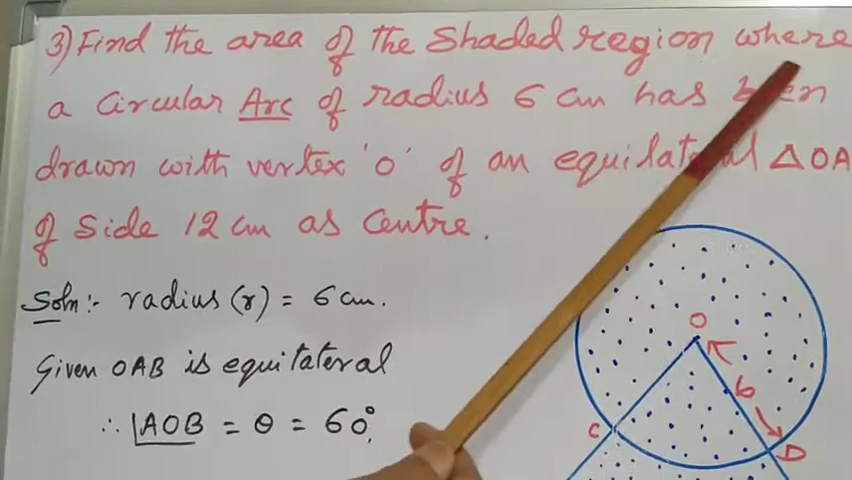 3) Find the area of the Shaded region where
a Circular Arc of radius 6 cm has been
drawn with vertex 'O' of an equilateral ΔOA
of Side 12 cm as Centre.
Soln:- radius (r) = 6 cm.
Given OAB is equilateral
∴ ∠AOB = θ = 60°.
O
6
C
D